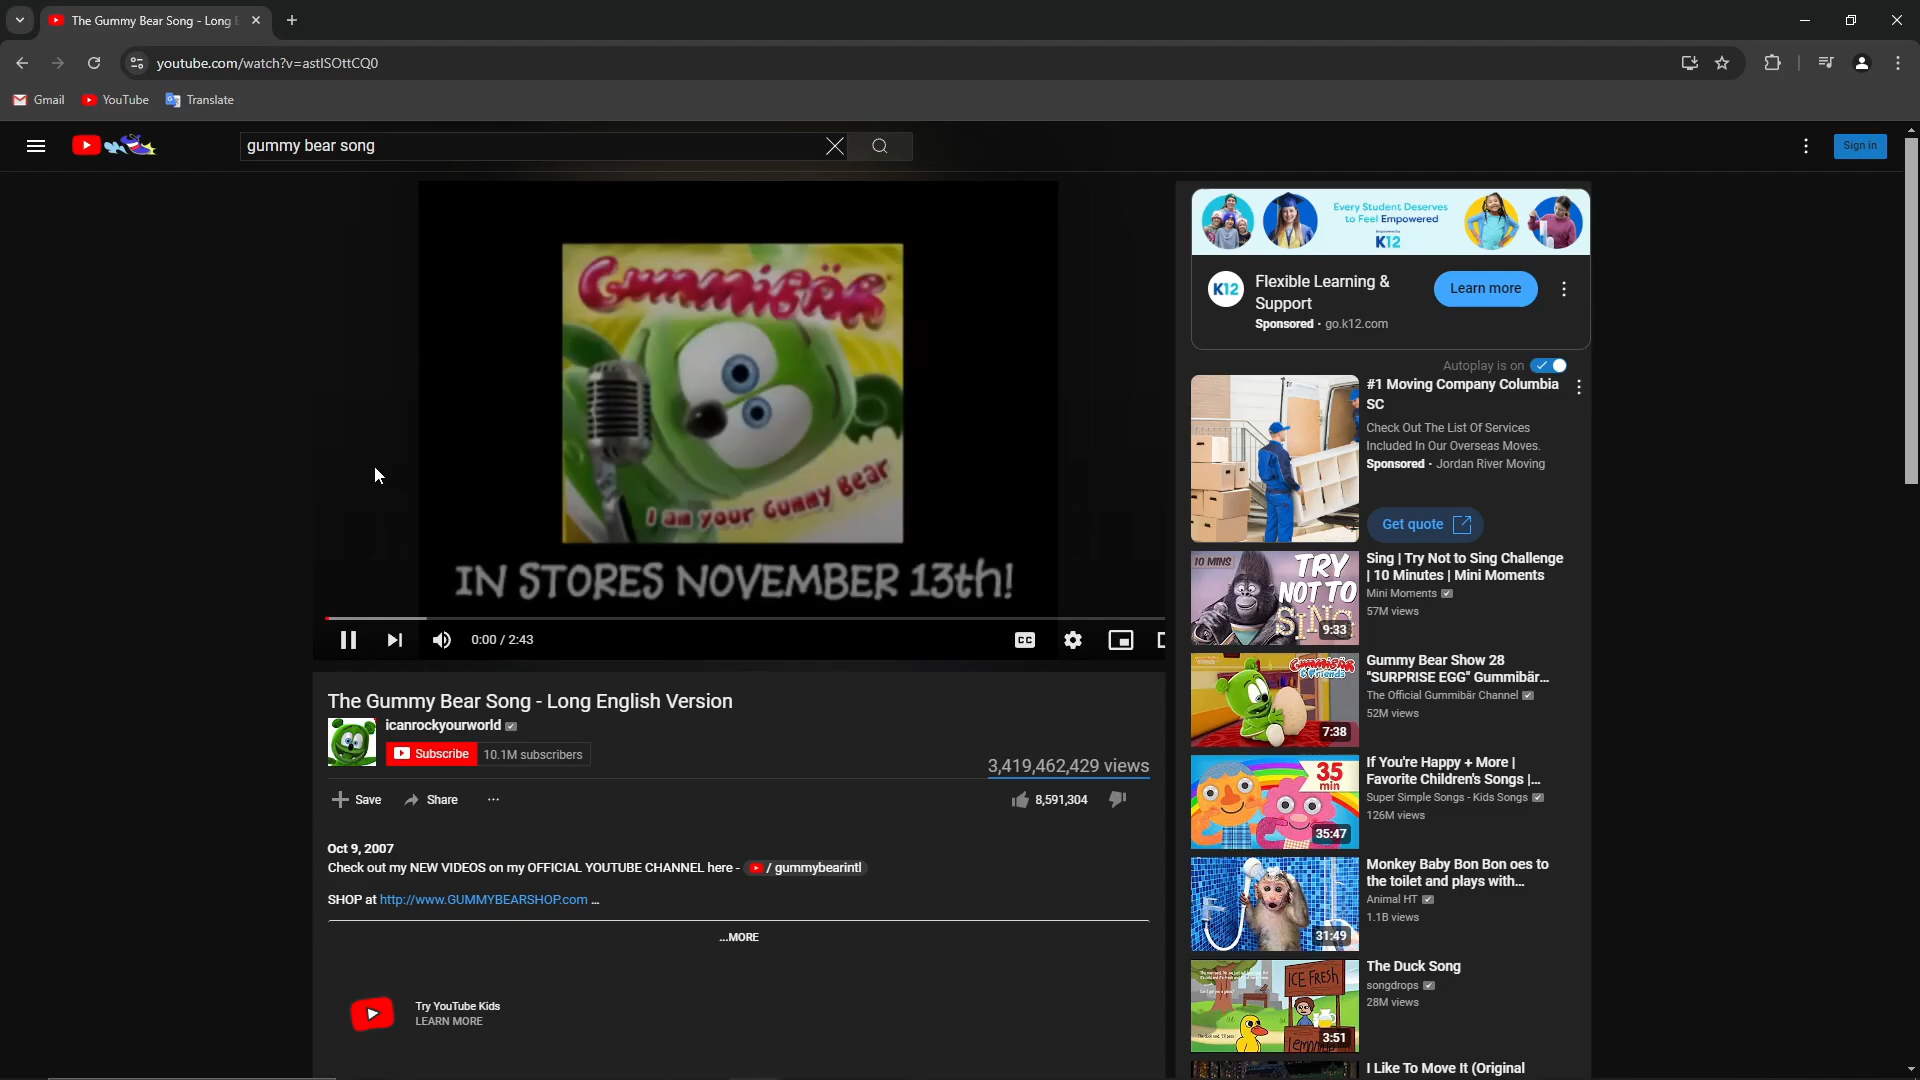 The Gummy Bear Song - Long
youtube.com/watch?v=astISOttCQ0
Gmail
YouTube
Translate
gummy bear song
Sign in
Gummibär
I am your Gummy Bear
IN STORES NOVEMBER 13th!
0:00 / 2:43
CC
The Gummy Bear Song - Long English Version
icanrockyourworld
Subscribe 10.1M subscribers
3,419,462,429 views
Save
Share
...
8,591,304
Oct 9, 2007
Check out my NEW VIDEOS on my OFFICIAL YOUTUBE CHANNEL here - / gummybearintl
SHOP at http://www.GUMMYBEARSHOP.com ...
...MORE
Try YouTube Kids
LEARN MORE
Every Student Deserves
to Feel Empowered
K12
K12
Flexible Learning &
Support
Sponsored · go.k12.com
Learn more
Autoplay is on
#1 Moving Company Columbia
SC
Check Out The List Of Services
Included In Our Overseas Moves.
Sponsored · Jordan River Moving
Get quote
10 MINS
TRY
NOT TO
SING
9:33
Sing | Try Not to Sing Challenge
| 10 Minutes | Mini Moments
Mini Moments
57M views
Gummibär
& Friends
7:38
Gummy Bear Show 28
"SURPRISE EGG" Gummibär...
The Official Gummibär Channel
52M views
35
min
35:47
If You're Happy + More |
Favorite Children's Songs |...
Super Simple Songs - Kids Songs
126M views
31:49
Monkey Baby Bon Bon oes to
the toilet and plays with...
Animal HT
1.1B views
ICE FRESH
Lemonade
3:51
The Duck Song
songdrops
28M views
I Like To Move It (Original